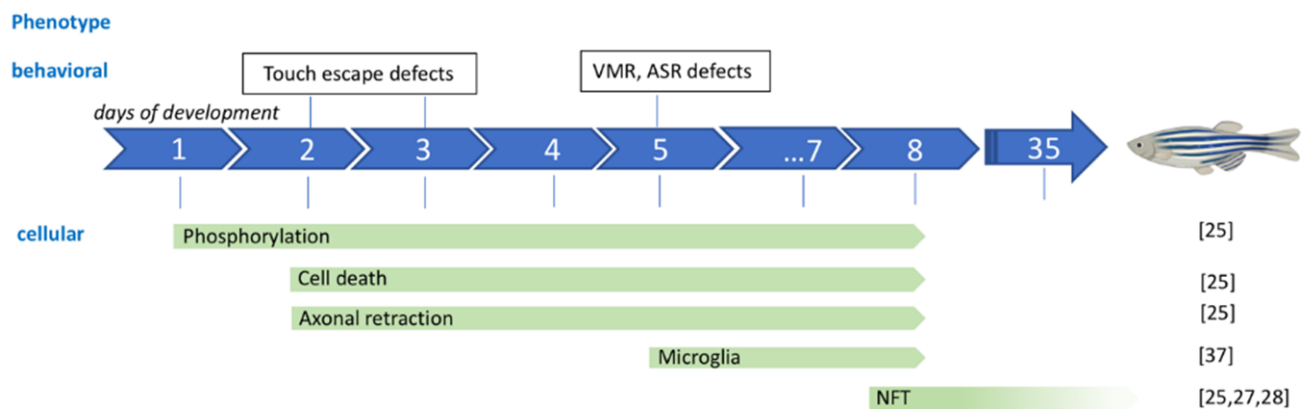 Phenotype
behavioral
Touch escape defects
VMR, ASR defects
days of development
1 2 3 4 5 ...7 8 35
cellular
Phosphorylation [25]
Cell death [25]
Axonal retraction [25]
Microglia [37]
NFT [25,27,28]